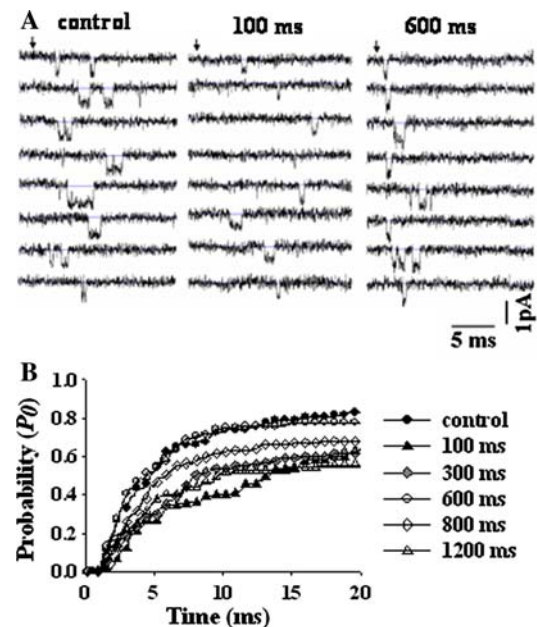 A
control
100 ms
600 ms
1pA
5 ms
B
Probability (P0)
1.0
0.8
0.6
0.4
0.2
0.0
0
5
10
15
20
Time (ms)
control
100 ms
300 ms
600 ms
800 ms
1200 ms